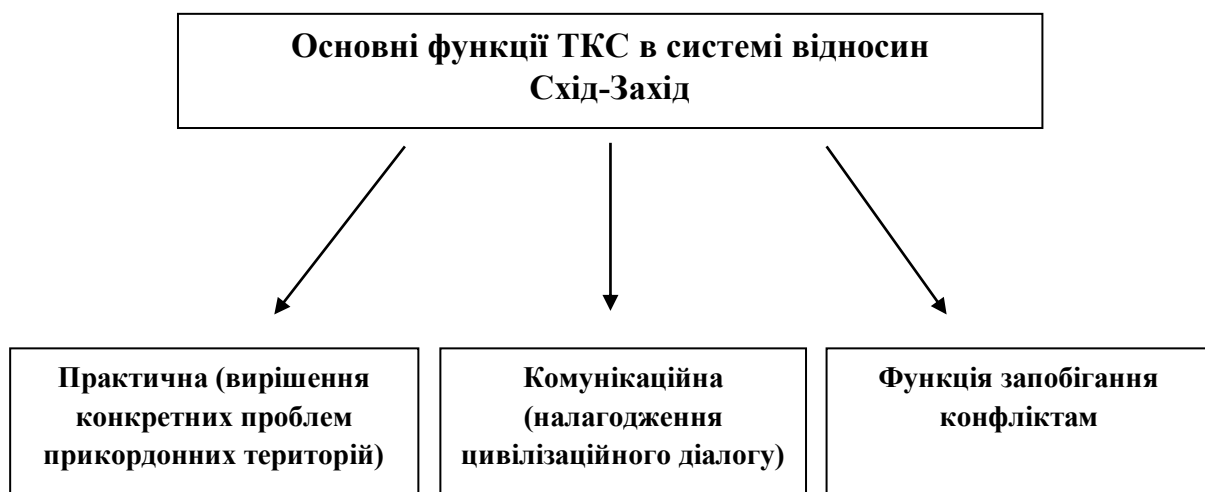 Основні функції ТКС в системі відносин
Схід-Захід
Практична (вирішення
конкретних проблем
прикордонних територій)
Комунікаційна
(налагодження
цивілізаційного діалогу)
Функція запобігання
конфліктам